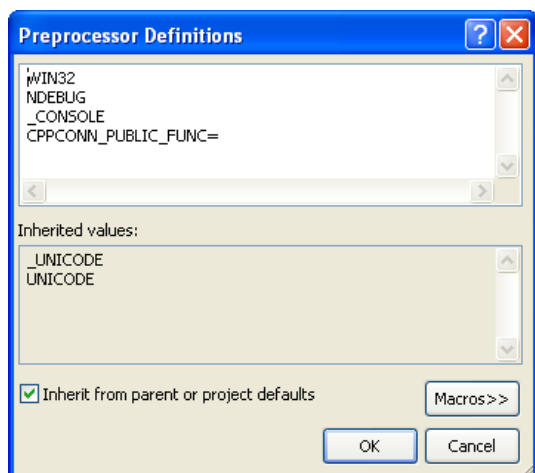 Preprocessor Definitions
WIN32
NDEBUG
_CONSOLE
CPPCONN_PUBLIC_FUNC=
Inherited values:
_UNICODE
UNICODE
Inherit from parent or project defaults
Macros>>
OK
Cancel